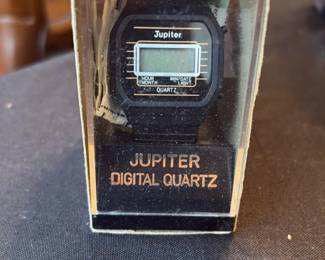 Jupiter
HOUR MIN/DATE
MONTH LIGHT
QUARTZ
JUPITER
DIGITAL QUARTZ